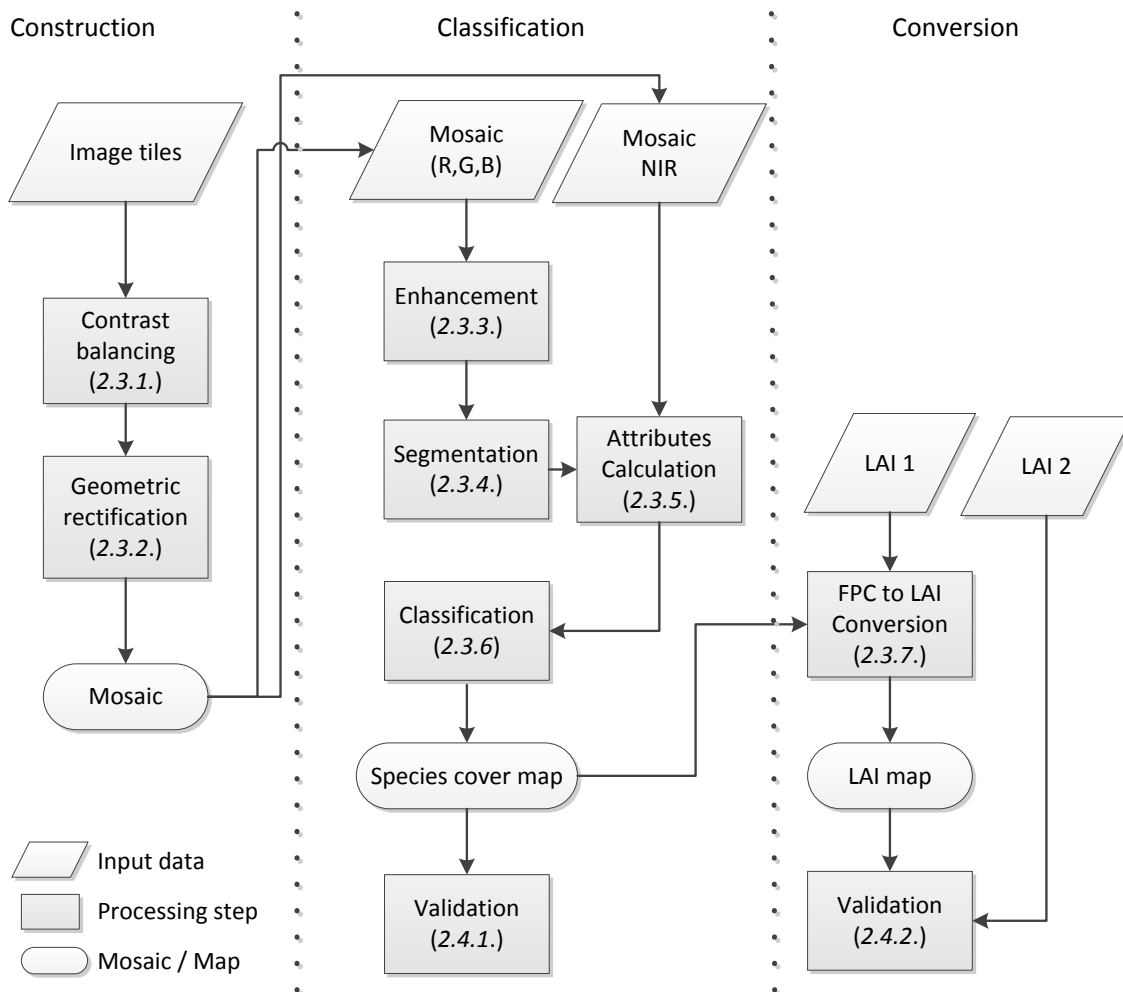 Construction
Classification
Conversion
Image tiles
Contrast
balancing
(2.3.1.)
Geometric
rectification
(2.3.2.)
Mosaic
Mosaic
(R,G,B)
Mosaic
NIR
Enhancement
(2.3.3.)
Segmentation
(2.3.4.)
Attributes
Calculation
(2.3.5.)
Classification
(2.3.6)
Species cover map
Validation
(2.4.1.)
LAI 1
LAI 2
FPC to LAI
Conversion
(2.3.7.)
LAI map
Validation
(2.4.2.)
Input data
Processing step
Mosaic / Map